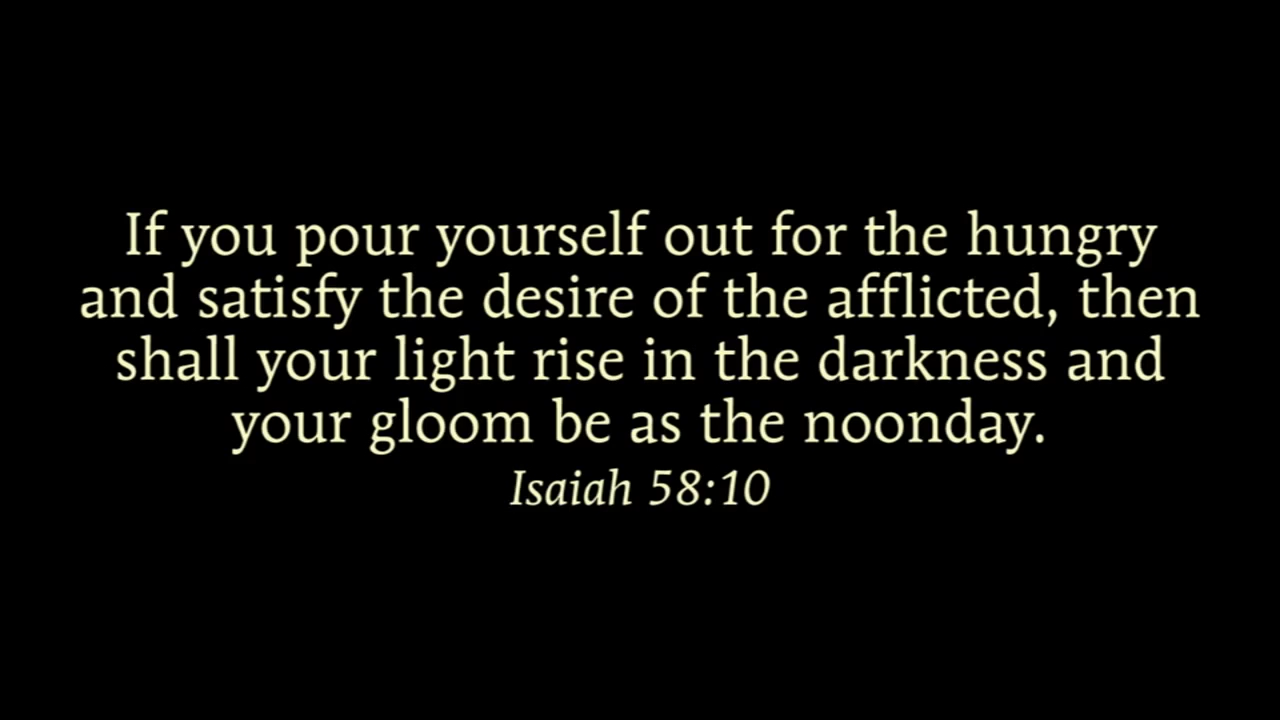 If you pour yourself out for the hungry
and satisfy the desire of the afflicted, then
shall your light rise in the darkness and
your gloom be as the noonday.
Isaiah 58:10